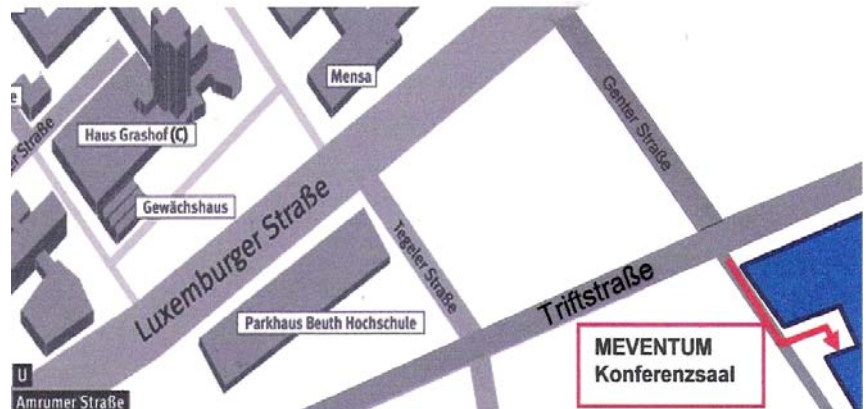 Mensa
Haus Grashof (C)
Gewächshaus
Luxemburger Straße
Parkhaus Beuth Hochschule
Tegeler Straße
Genter Straße
Triftstraße
MEVENTUM
Konferenzsaal
U
Amrumer Straße